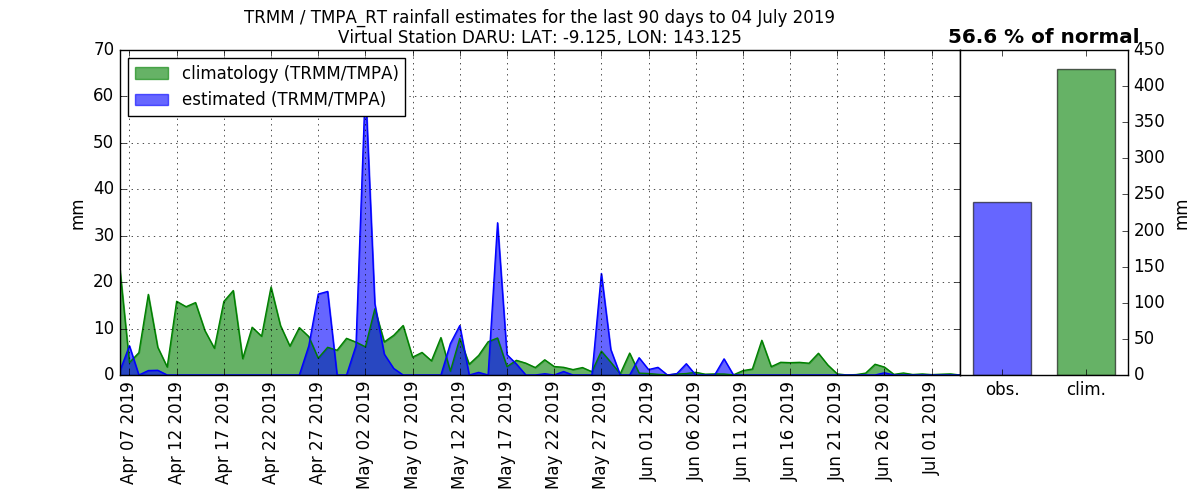 TRMM / TMPA_RT rainfall estimates for the last 90 days to 04 July 2019
Virtual Station DARU: LAT: -9.125, LON: 143.125
56.6 % of normal
climatology (TRMM/TMPA)
estimated (TRMM/TMPA)
70
60
50
40
30
20
10
0
mm
Apr 07 2019
Apr 12 2019
Apr 17 2019
Apr 22 2019
Apr 27 2019
May 02 2019
May 07 2019
May 12 2019
May 17 2019
May 22 2019
May 27 2019
Jun 01 2019
Jun 06 2019
Jun 11 2019
Jun 16 2019
Jun 21 2019
Jun 26 2019
Jul 01 2019
450
400
350
300
250
200
150
100
50
0
mm
obs.
clim.